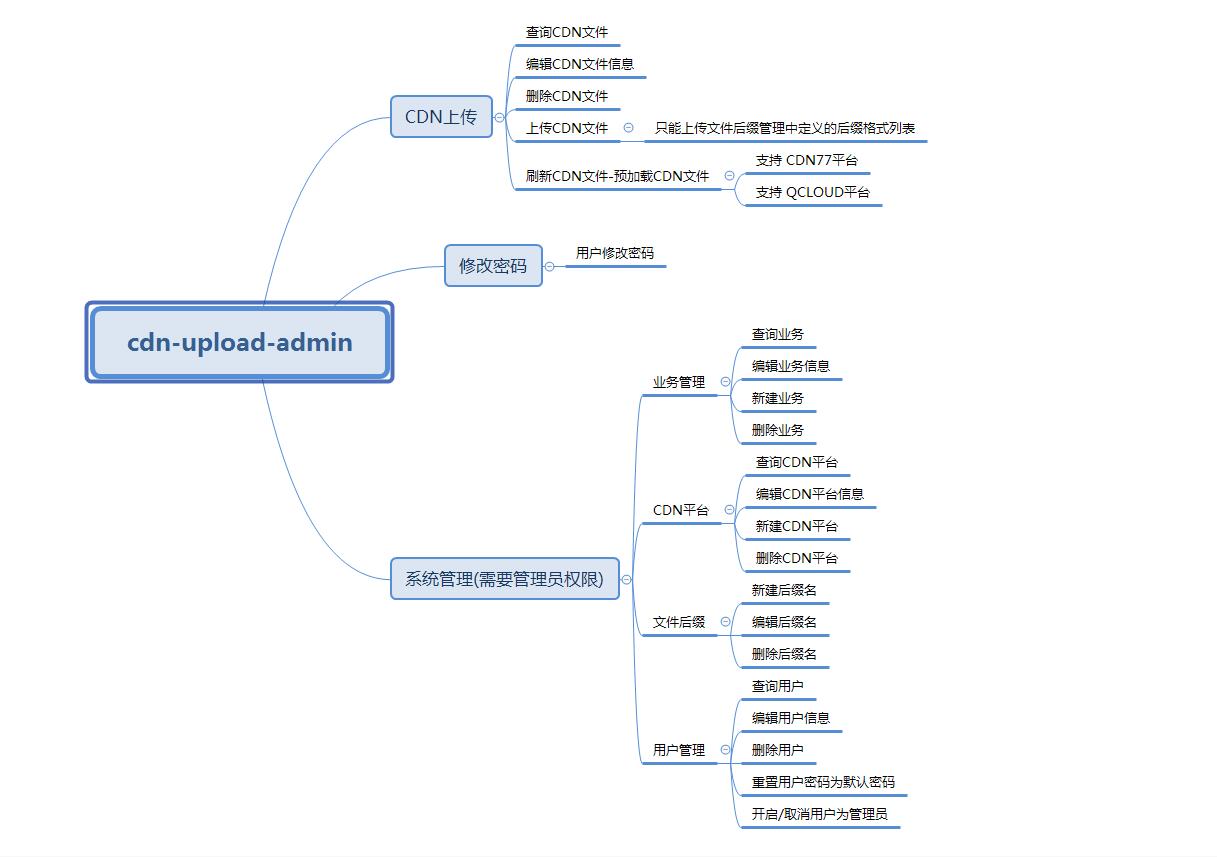 查询CDN文件
编辑CDN文件信息
删除CDN文件
CDN上传
上传CDN文件
只能上传文件后缀管理中定义的后缀格式列表
刷新CDN文件-预加载CDN文件
支持 CDN77平台
支持 QCLOUD平台
修改密码
用户修改密码
cdn-upload-admin
系统管理(需要管理员权限)
业务管理
查询业务
编辑业务信息
新建业务
删除业务
CDN平台
查询CDN平台
编辑CDN平台信息
新建CDN平台
删除CDN平台
文件后缀
新建后缀名
编辑后缀名
删除后缀名
用户管理
查询用户
编辑用户信息
删除用户
重置用户密码为默认密码
开启/取消用户为管理员